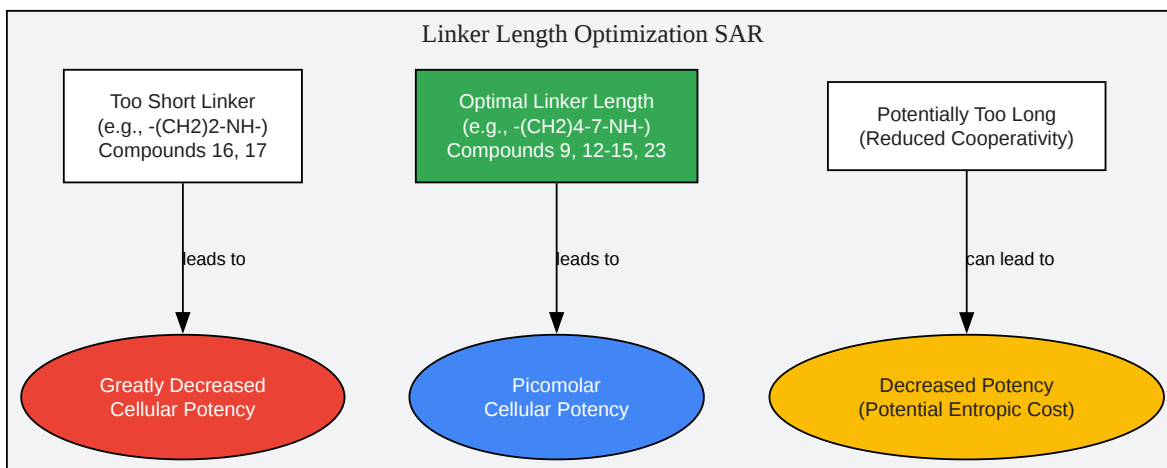 Linker Length Optimization SAR
Too Short Linker
(e.g., -(CH2)2-NH-)
Compounds 16, 17
Optimal Linker Length
(e.g., -(CH2)4-7-NH-)
Compounds 9, 12-15, 23
Potentially Too Long
(Reduced Cooperativity)
leads to
leads to
can lead to
Greatly Decreased
Cellular Potency
Picomolar
Cellular Potency
Decreased Potency
(Potential Entropic Cost)